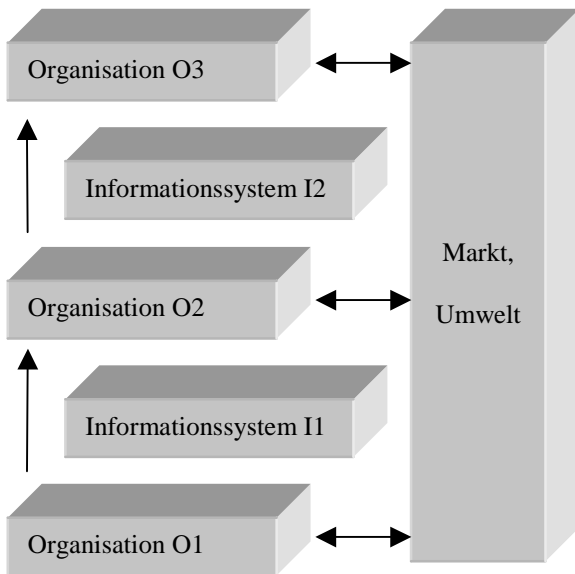 Organisation O3
Informationssystem I2
Organisation O2
Informationssystem I1
Organisation O1
Markt,
Umwelt